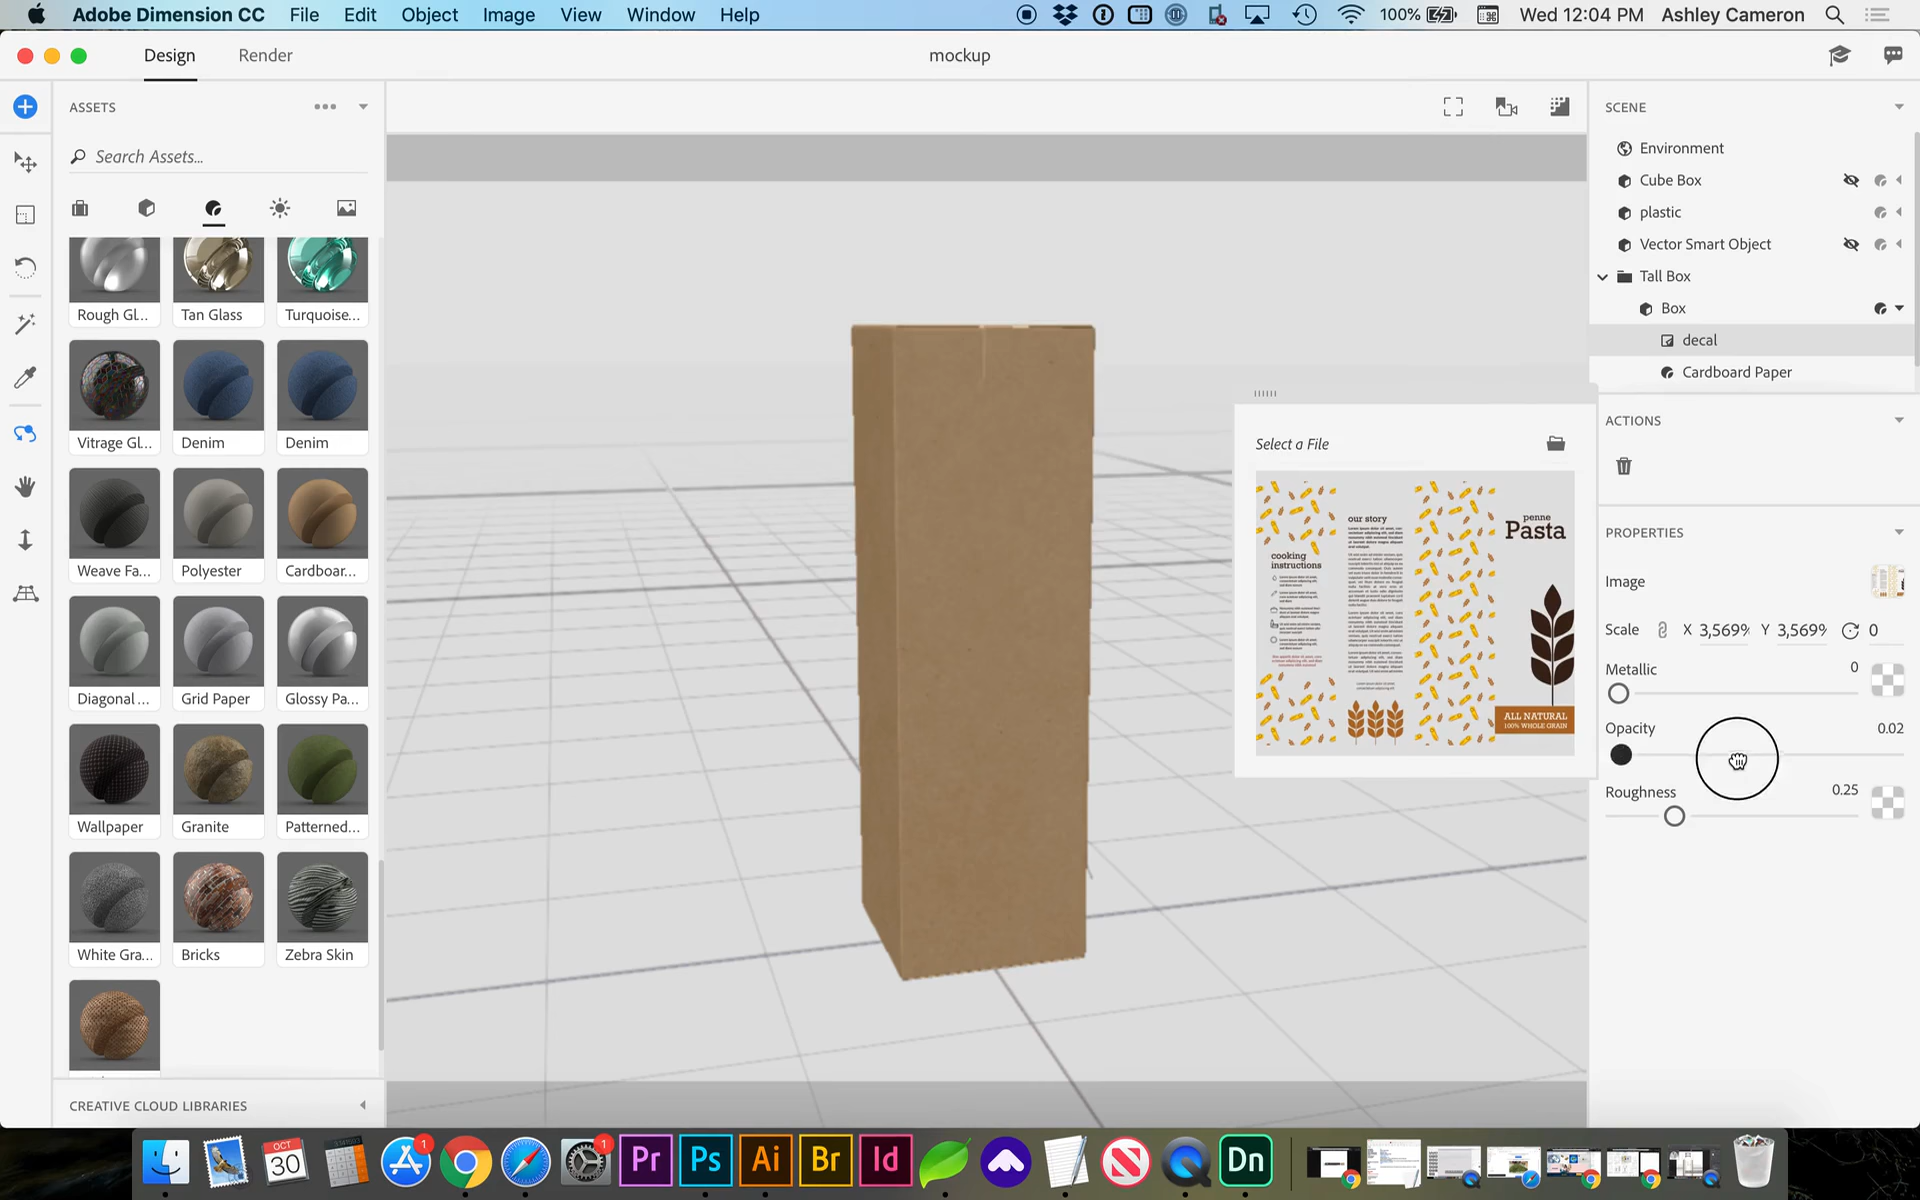 Adobe Dimension CC File Edit Object Image View Window Help 100% Wed 12:04 PM Ashley Cameron
Design Render mockup
ASSETS
Search Assets...
Rough Gl... Tan Glass Turquoise...
Vitrage Gl... Denim Denim
Weave Fa... Polyester Cardboar...
Diagonal ... Grid Paper Glossy Pa...
Wallpaper Granite Patterned...
White Gra... Bricks Zebra Skin
CREATIVE CLOUD LIBRARIES
Select a File
cooking
instructions
our story
penne
Pasta
ALL NATURAL
100% WHOLE GRAIN
SCENE
Environment
Cube Box
plastic
Vector Smart Object
Tall Box
Box
decal
Cardboard Paper
ACTIONS
PROPERTIES
Image
Scale X 3,569% Y 3,569% 0
Metallic 0
Opacity 0.02
Roughness 0.25
OCT
30
1
1
Pr Ps Ai Br Id Dn